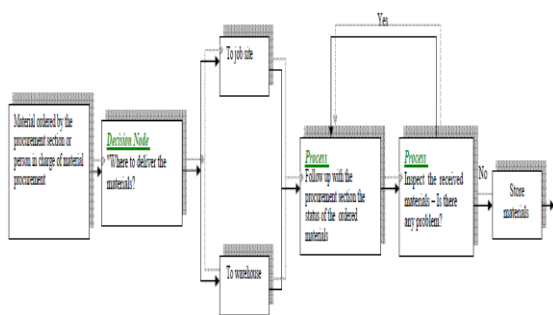 Material ordered by the
procurement section or
person in charge of material
procurement
Decision Node
"Where to deliver the
materials?
To job site
To warehouse
Yes
Process
Follow up with the
procurement section the
status of the ordered
materials
Process
Inspect the received
materials – Is there
any problem?
No
Store
materials